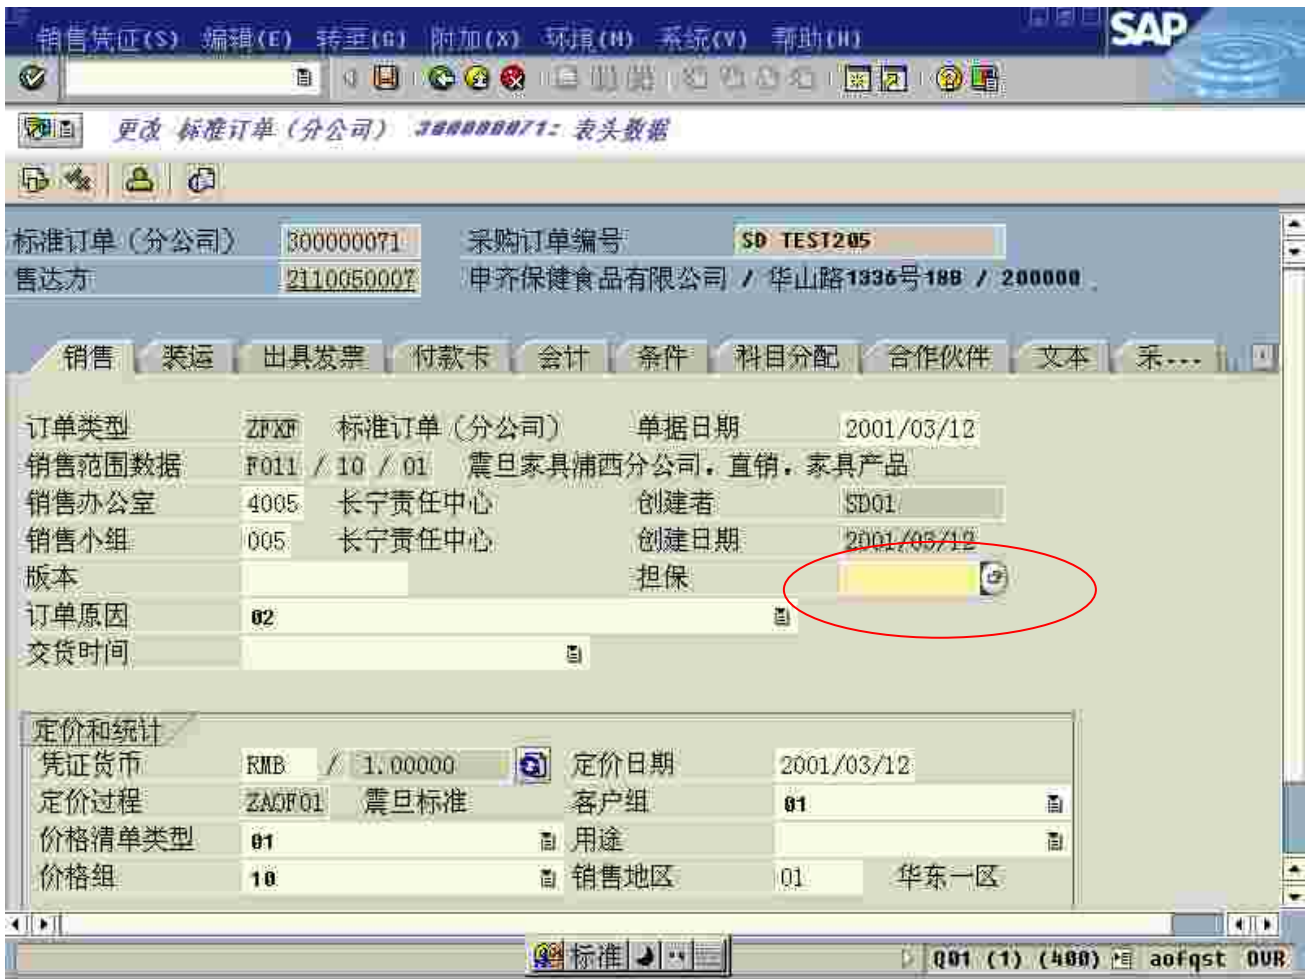 销售凭证(S) 编辑(E) 转至(G) 附加(X) 环境(N) 系统(V) 帮助(H)
SAP
更改 标准订单（分公司） 300000071: 表头数据
标准订单（分公司） 300000071 采购订单编号 SD TEST205
售达方 2110050007 申齐保健食品有限公司 / 华山路1336号18B / 200000
销售 装运 出具发票 付款卡 会计 条件 科目分配 合作伙伴 文本 采...
订单类型 ZFXF 标准订单（分公司） 单据日期 2001/03/12
销售范围数据 F011 / 10 / 01 震旦家具浦西分公司，直销，家具产品
销售办公室 4005 长宁责任中心 创建者 SD01
销售小组 005 长宁责任中心 创建日期 2001/03/12
版本 担保
订单原因 02
交货时间
定价和统计
凭证货币 RMB / 1.00000 定价日期 2001/03/12
定价过程 ZAOF01 震旦标准 客户组 01
价格清单类型 01 用途
价格组 10 销售地区 01 华东一区
标准
Q01 (1) (400) aofqst OVR